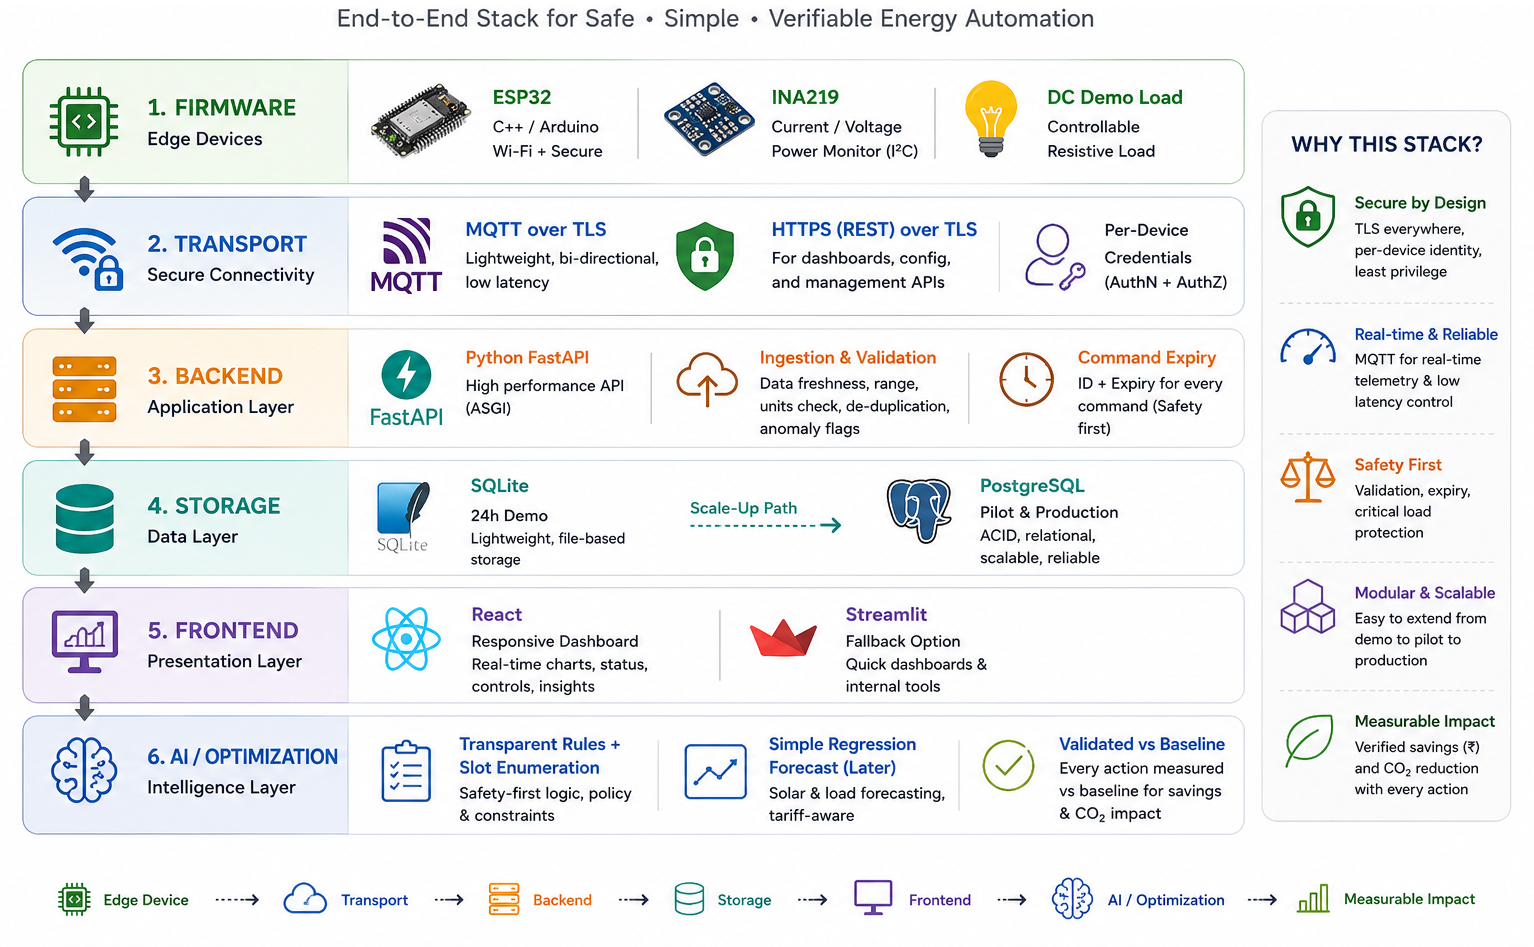 End-to-End Stack for Safe • Simple • Verifiable Energy Automation
1. FIRMWARE
Edge Devices
ESP32
C++ / Arduino
Wi-Fi + Secure
INA219
Current / Voltage
Power Monitor (I²C)
DC Demo Load
Controllable
Resistive Load
2. TRANSPORT
Secure Connectivity
MQTT
MQTT over TLS
Lightweight, bi-directional,
low latency
HTTPS (REST) over TLS
For dashboards, config,
and management APIs
Per-Device
Credentials
(AuthN + AuthZ)
3. BACKEND
Application Layer
FastAPI
Python FastAPI
High performance API
(ASGI)
Ingestion & Validation
Data freshness, range,
units check, de-duplication,
anomaly flags
Command Expiry
ID + Expiry for every
command (Safety
first)
4. STORAGE
Data Layer
SQLite
SQLite
24h Demo
Lightweight, file-based
storage
Scale-Up Path
PostgreSQL
Pilot & Production
ACID, relational,
scalable, reliable
5. FRONTEND
Presentation Layer
React
Responsive Dashboard
Real-time charts, status,
controls, insights
Streamlit
Fallback Option
Quick dashboards &
internal tools
6. AI / OPTIMIZATION
Intelligence Layer
Transparent Rules +
Slot Enumeration
Safety-first logic, policy
& constraints
Simple Regression
Forecast (Later)
Solar & load forecasting,
tariff-aware
Validated vs Baseline
Every action measured
vs baseline for savings
& CO₂ impact
WHY THIS STACK?
Secure by Design
TLS everywhere,
per-device identity,
least privilege
Real-time & Reliable
MQTT for real-time
telemetry & low
latency control
Safety First
Validation, expiry,
critical load
protection
Modular & Scalable
Easy to extend from
demo to pilot to
production
Measurable Impact
Verified savings (₹)
and CO₂ reduction
with every action
Edge Device
Transport
Backend
Storage
Frontend
AI / Optimization
Measurable Impact